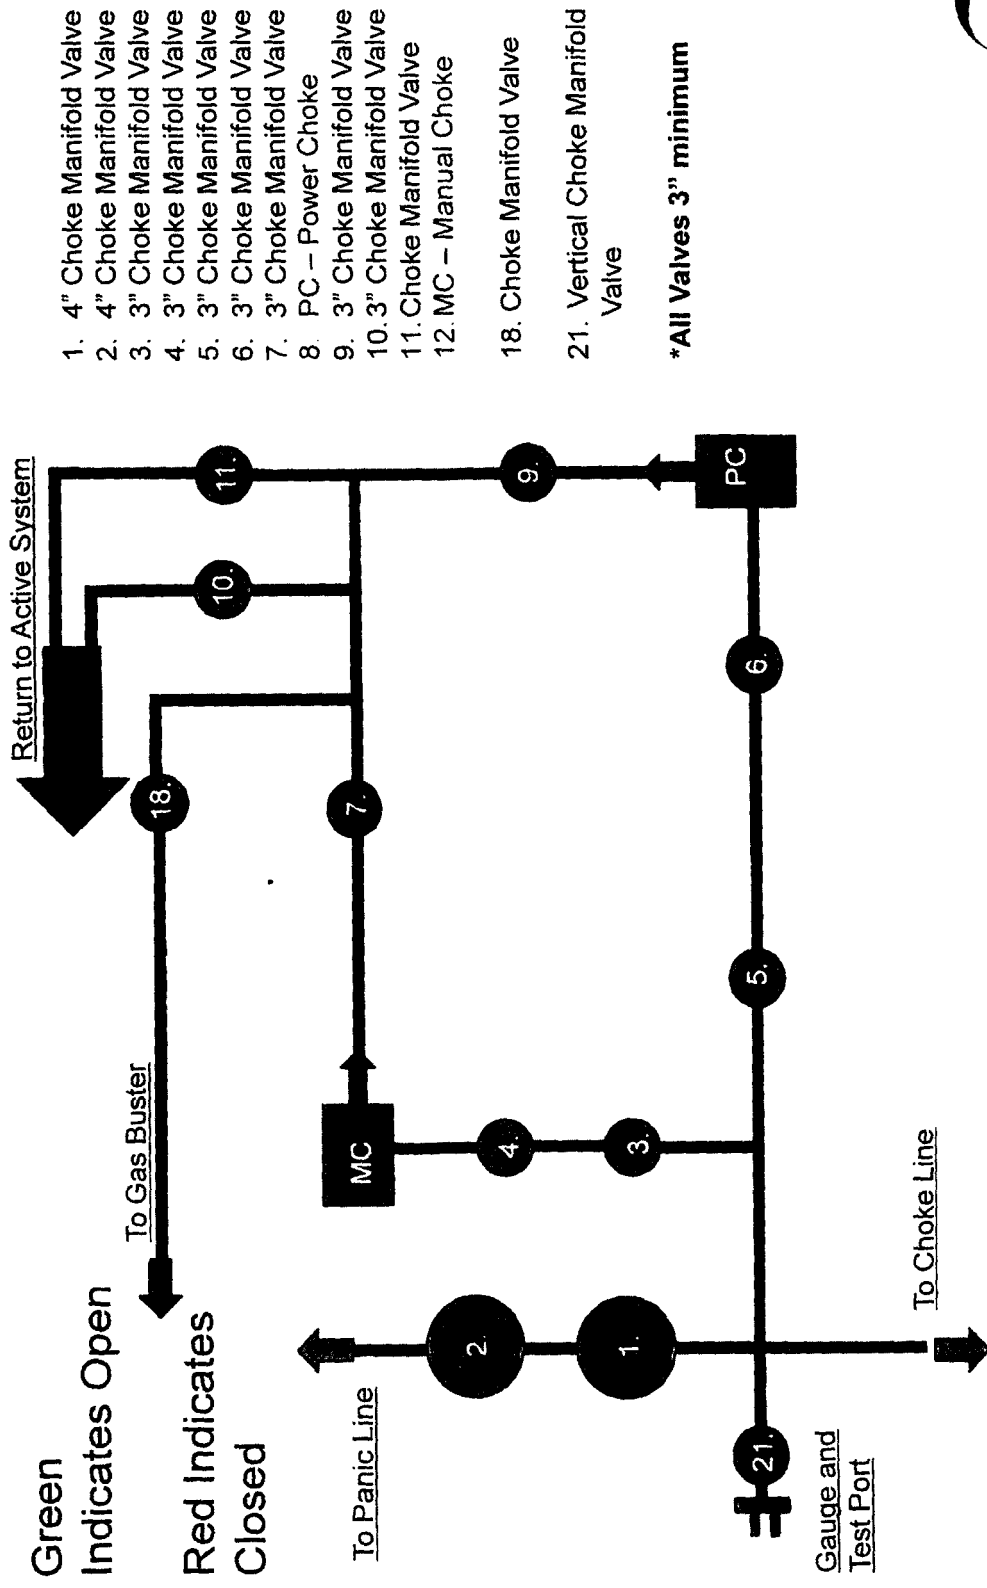 Green
Indicates Open
Red Indicates
Closed
To Gas Buster
Return to Active System
To Panic Line
To Choke Line
Gauge and
Test Port
MC
PC
1.
2.
3.
4.
5.
6.
7.
9.
10.
11.
18.
21.
1. 4" Choke Manifold Valve
2. 4" Choke Manifold Valve
3. 3" Choke Manifold Valve
4. 3" Choke Manifold Valve
5. 3" Choke Manifold Valve
6. 3" Choke Manifold Valve
7. 3" Choke Manifold Valve
8. PC – Power Choke
9. 3" Choke Manifold Valve
10. 3" Choke Manifold Valve
11. Choke Manifold Valve
12. MC – Manual Choke
18. Choke Manifold Valve
21. Vertical Choke Manifold
Valve
*All Valves 3" minimum